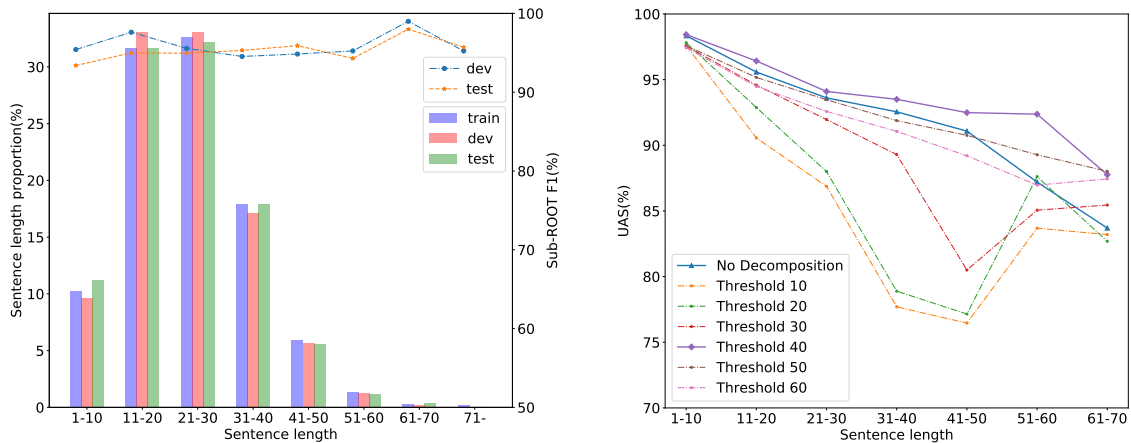 Sentence length proportion(%)
30
25
20
15
10
5
0
1-10
11-20
21-30
31-40
41-50
51-60
61-70
71-
Sentence length
100
90
80
70
60
50
Sub-ROOT F1(%)
dev
test
train
dev
test
UAS(%)
100
95
90
85
80
75
70
1-10
11-20
21-30
31-40
41-50
51-60
61-70
Sentence length
No Decomposition
Threshold 10
Threshold 20
Threshold 30
Threshold 40
Threshold 50
Threshold 60